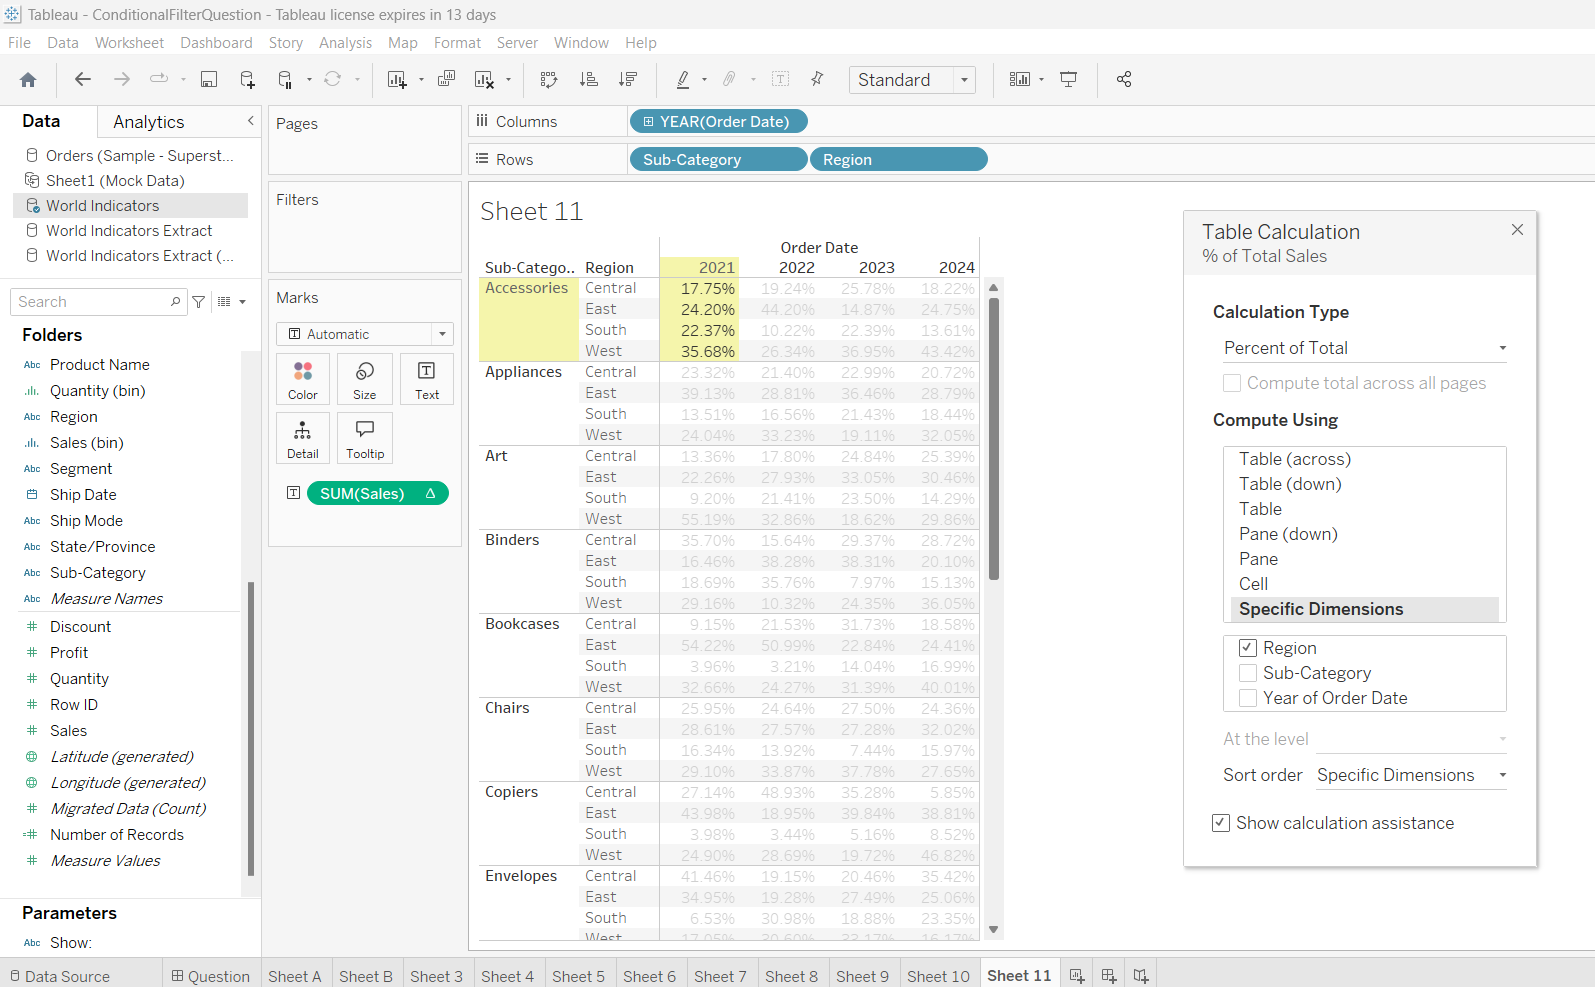 Tableau - ConditionalFilterQuestion - Tableau license expires in 13 days
File Data Worksheet Dashboard Story Analysis Map Format Server Window Help
Standard
Data Analytics
Orders (Sample - Superst...
Sheet1 (Mock Data)
World Indicators
World Indicators Extract
World Indicators Extract (...
Search
Folders
Abc Product Name
Quantity (bin)
Abc Region
Sales (bin)
Abc Segment
Ship Date
Abc Ship Mode
Abc State/Province
Abc Sub-Category
Abc Measure Names
# Discount
# Profit
# Quantity
# Row ID
# Sales
Latitude (generated)
Longitude (generated)
# Migrated Data (Count)
=# Number of Records
# Measure Values
Parameters
Abc Show:
Pages
Filters
Marks
Automatic
Color Size Text
Detail Tooltip
SUM(Sales) Δ
Columns YEAR(Order Date)
Rows Sub-Category Region
Sheet 11
Order Date
Sub-Catego.. Region 2021 2022 2023 2024
Accessories Central 17.75% 19.24% 25.78% 18.22%
East 24.20% 44.20% 14.87% 24.75%
South 22.37% 10.22% 22.39% 13.61%
West 35.68% 26.34% 36.95% 43.42%
Appliances Central 23.32% 21.40% 22.99% 20.72%
East 39.13% 28.81% 36.46% 28.79%
South 13.51% 16.56% 21.43% 18.44%
West 24.04% 33.23% 19.11% 32.05%
Art Central 13.36% 17.80% 24.84% 25.39%
East 22.26% 27.93% 33.05% 30.46%
South 9.20% 21.41% 23.50% 14.29%
West 55.19% 32.86% 18.62% 29.86%
Binders Central 35.70% 15.64% 29.37% 28.72%
East 16.46% 38.28% 38.31% 20.10%
South 18.69% 35.76% 7.97% 15.13%
West 29.16% 10.32% 24.35% 36.05%
Bookcases Central 9.15% 21.53% 31.73% 18.58%
East 54.22% 50.99% 22.84% 24.41%
South 3.96% 3.21% 14.04% 16.99%
West 32.66% 24.27% 31.39% 40.01%
Chairs Central 25.95% 24.64% 27.50% 24.36%
East 28.61% 27.57% 27.28% 32.02%
South 16.34% 13.92% 7.44% 15.97%
West 29.10% 33.87% 37.78% 27.65%
Copiers Central 27.14% 48.93% 35.28% 5.85%
East 43.98% 18.95% 39.84% 38.81%
South 3.98% 3.44% 5.16% 8.52%
West 24.90% 28.69% 19.72% 46.82%
Envelopes Central 41.46% 19.15% 20.46% 35.42%
East 34.95% 19.28% 27.49% 25.06%
South 6.53% 30.98% 18.88% 23.35%
West 17.05% 30.60% 33.17% 16.17%
Table Calculation
% of Total Sales
Calculation Type
Percent of Total
Compute total across all pages
Compute Using
Table (across)
Table (down)
Table
Pane (down)
Pane
Cell
Specific Dimensions
Region
Sub-Category
Year of Order Date
At the level
Sort order Specific Dimensions
Show calculation assistance
Data Source Question Sheet A Sheet B Sheet 3 Sheet 4 Sheet 5 Sheet 6 Sheet 7 Sheet 8 Sheet 9 Sheet 10 Sheet 11